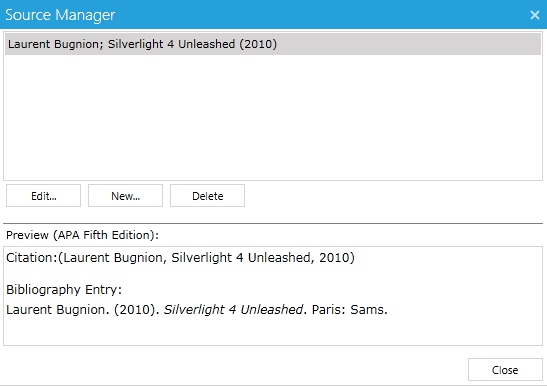 Source Manager
Laurent Bugnion; Silverlight 4 Unleashed (2010)
Edit... New... Delete
Preview (APA Fifth Edition):
Citation:(Laurent Bugnion, Silverlight 4 Unleashed, 2010)
Bibliography Entry:
Laurent Bugnion. (2010). Silverlight 4 Unleashed. Paris: Sams.
Close